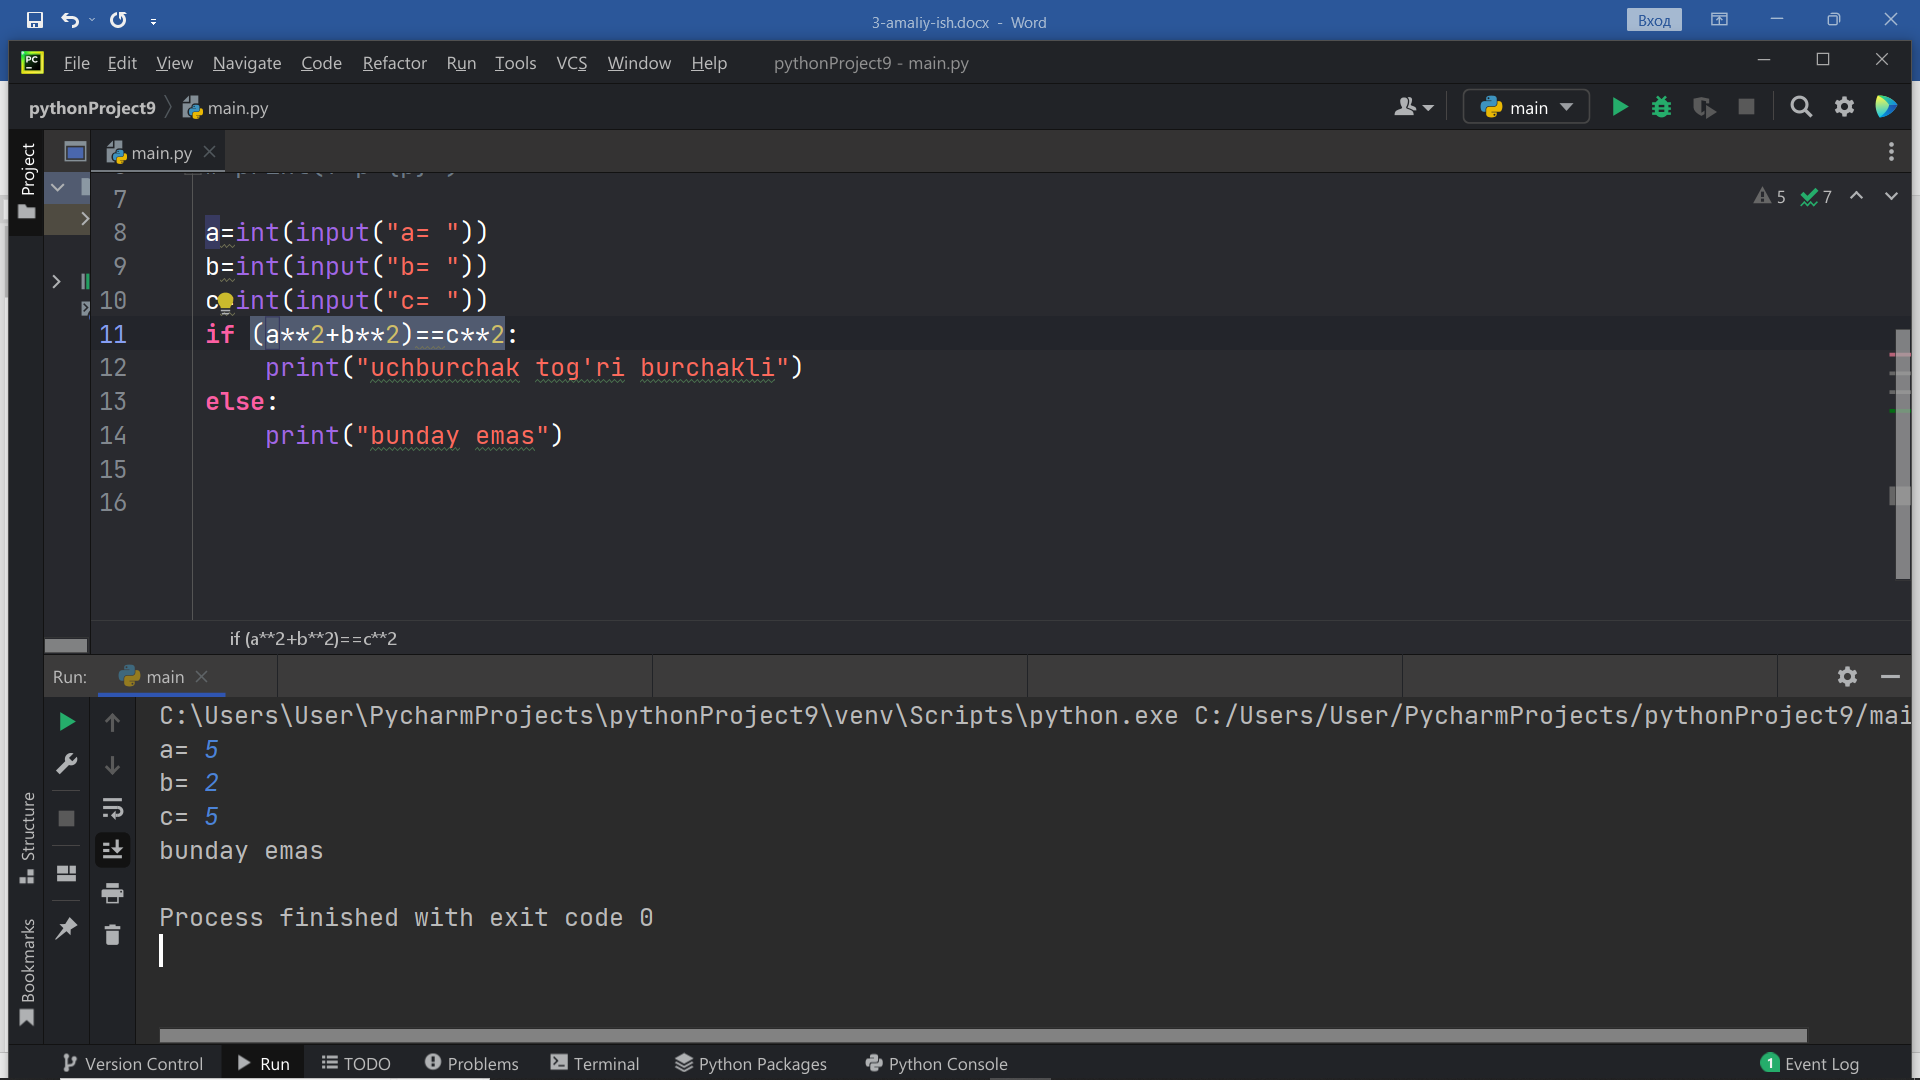 3-amaliy-ish.docx - Word
Вход
PC
File Edit View Navigate Code Refactor Run Tools VCS Window Help
pythonProject9 - main.py
pythonProject9
main.py
main
Project
main.py
5
7
7
8 a=int(input("a= "))
9 b=int(input("b= "))
10 c int(input("c= "))
11 if (a**2+b**2)==c**2:
12 print("uchburchak tog'ri burchakli")
13 else:
14 print("bunday emas")
15
16
if (a**2+b**2)==c**2
Run:
main
C:\Users\User\PycharmProjects\pythonProject9\venv\Scripts\python.exe C:/Users/User/PycharmProjects/pythonProject9/mai
a= 5
b= 2
c= 5
bunday emas
Process finished with exit code 0
Structure
Bookmarks
Version Control
Run
TODO
Problems
Terminal
Python Packages
Python Console
1 Event Log